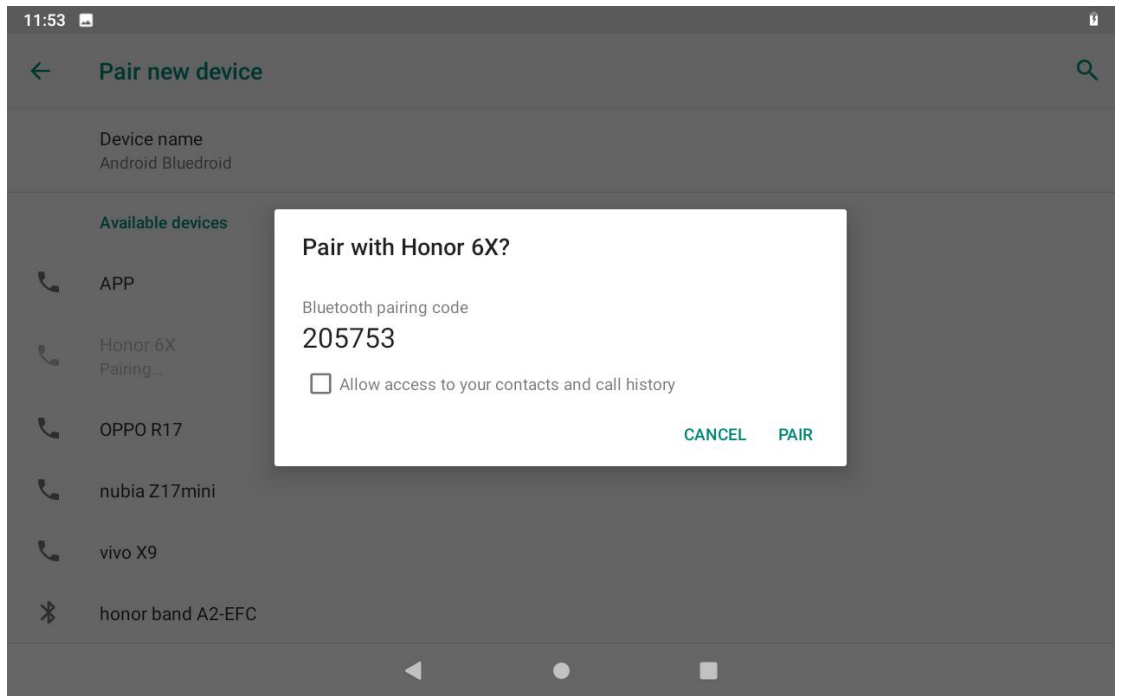 11:53
Pair new device
Device name
Android Bluedroid
Available devices
APP
Honor 6X
Pairing...
OPPO R17
nubia Z17mini
vivo X9
honor band A2-EFC
Pair with Honor 6X?
Bluetooth pairing code
205753
Allow access to your contacts and call history
CANCEL PAIR